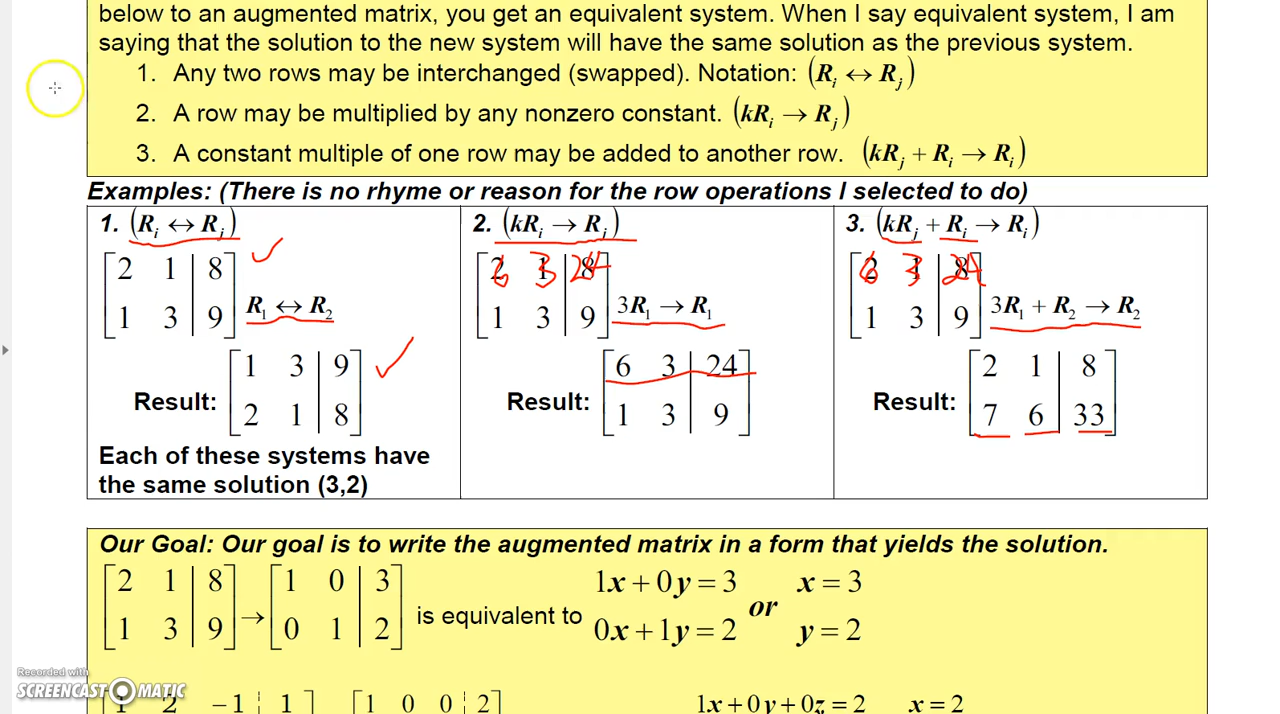 below to an augmented matrix, you get an equivalent system. When I say equivalent system, I am
saying that the solution to the new system will have the same solution as the previous system.
1. Any two rows may be interchanged (swapped). Notation: (Rᵢ ↔ Rⱼ)
2. A row may be multiplied by any nonzero constant. (kRᵢ → Rⱼ)
3. A constant multiple of one row may be added to another row. (kRⱼ + Rᵢ → Rᵢ)
Examples: (There is no rhyme or reason for the row operations I selected to do)
1. (Rᵢ ↔ Rⱼ)
[2 1 | 8]
[1 3 | 9] R₁ ↔ R₂
Result:
[1 3 | 9]
[2 1 | 8]
Each of these systems have
the same solution (3,2)
2. (kRᵢ → Rⱼ)
6 3 24
[2 1 | 8]
[1 3 | 9] 3R₁ → R₁
Result:
[6 3 | 24]
[1 3 | 9]
3. (kRⱼ + Rᵢ → Rᵢ)
6 3 24
[2 1 | 8]
[1 3 | 9] 3R₁ + R₂ → R₂
Result:
[2 1 | 8]
[7 6 | 33]
Our Goal: Our goal is to write the augmented matrix in a form that yields the solution.
[2 1 | 8] [1 0 | 3] 1x + 0y = 3 x = 3
→ is equivalent to or
[1 3 | 9] [0 1 | 2] 0x + 1y = 2 y = 2
Recorded with
SCREENCAST O MATIC
[1 2 −1 | 1] [1 0 0 | 2] 1x + 0y + 0z = 2 x = 2